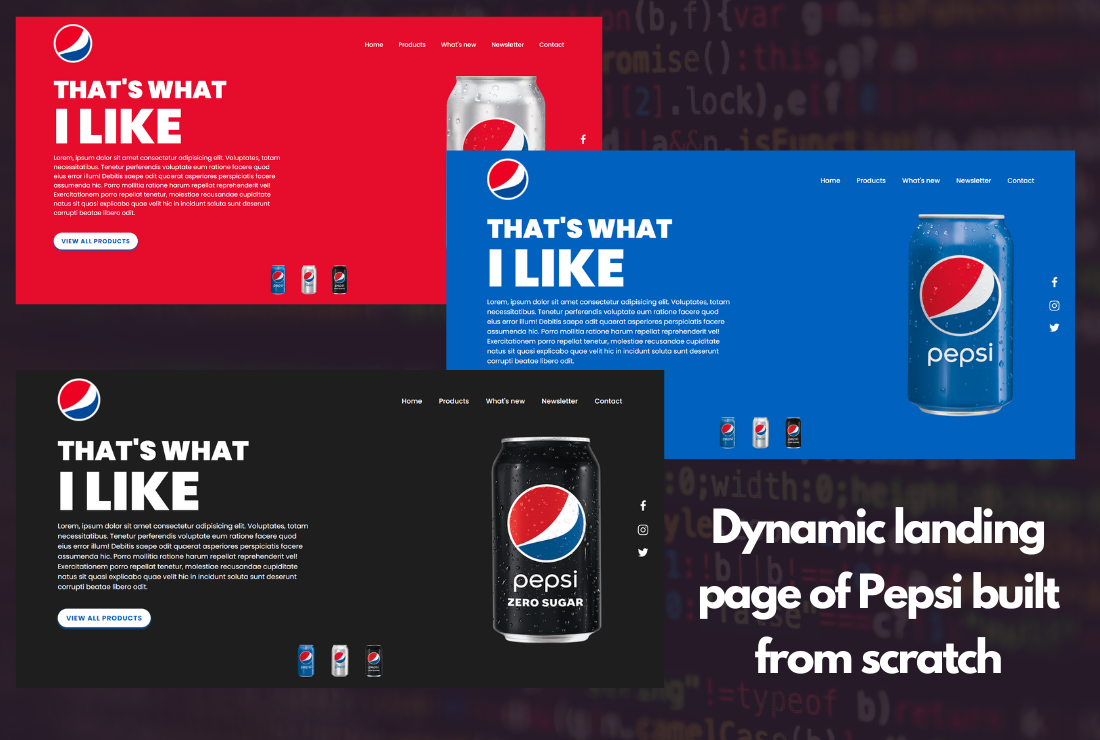 Home Products What's new Newsletter Contact
THAT'S WHAT
I LIKE
Lorem, ipsum dolor sit amet consectetur adipisicing elit. Voluptates, totam
necessitatibus. Tenetur perferendis voluptate eum ratione facere quod
eius error illum! Debitis saepe odit quaerat asperiores perspiciatis facere
assumenda hic. Porro mollitia ratione harum repellat reprehenderit vel!
Exercitationem porro repellat tenetur, molestiae recusandae cupiditate
natus sit quasi explicabo quae velit hic in incidunt soluta sunt deserunt
corrupti beatae libero odit.
VIEW ALL PRODUCTS
Home Products What's new Newsletter Contact
THAT'S WHAT
I LIKE
Lorem, ipsum dolor sit amet consectetur adipisicing elit. Voluptates, totam
necessitatibus. Tenetur perferendis voluptate eum ratione facere quod
eius error illum! Debitis saepe odit quaerat asperiores perspiciatis facere
assumenda hic. Porro mollitia ratione harum repellat reprehenderit vel!
Exercitationem porro repellat tenetur, molestiae recusandae cupiditate
natus sit quasi explicabo quae velit hic in incidunt soluta sunt deserunt
corrupti beatae libero odit.
pepsi
Home Products What's new Newsletter Contact
THAT'S WHAT
I LIKE
Lorem, ipsum dolor sit amet consectetur adipisicing elit. Voluptates, totam
necessitatibus. Tenetur perferendis voluptate eum ratione facere quod
eius error illum! Debitis saepe odit quaerat asperiores perspiciatis facere
assumenda hic. Porro mollitia ratione harum repellat reprehenderit vel!
Exercitationem porro repellat tenetur, molestiae recusandae cupiditate
natus sit quasi explicabo quae velit hic in incidunt soluta sunt deserunt
corrupti beatae libero odit.
VIEW ALL PRODUCTS
pepsi
ZERO SUGAR
Dynamic landing
page of Pepsi built
from scratch